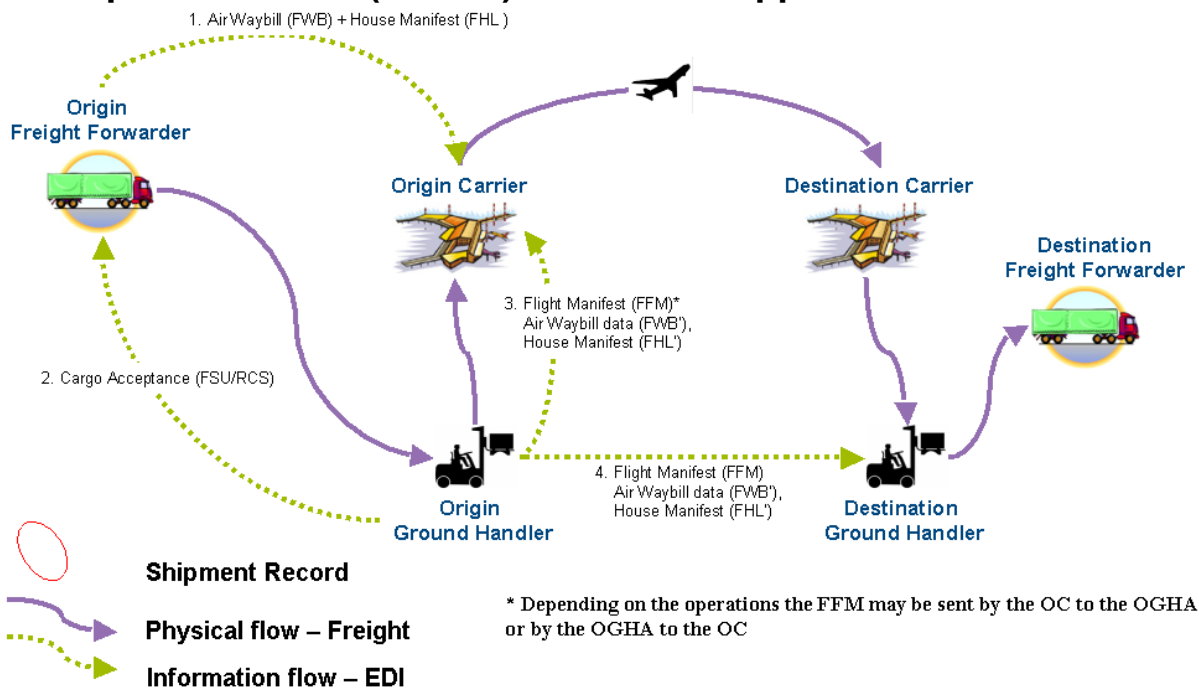 1. Air Waybill (FWB) + House Manifest (FHL )
Origin
Freight Forwarder
Origin Carrier
Destination Carrier
Destination
Freight Forwarder
3. Flight Manifest (FFM)*
Air Waybill data (FWB'),
House Manifest (FHL')
2. Cargo Acceptance (FSU/RCS)
4. Flight Manifest (FFM)
Air Waybill data (FWB'),
House Manifest (FHL')
Origin
Ground Handler
Destination
Ground Handler
Shipment Record
Physical flow – Freight
Information flow – EDI
* Depending on the operations the FFM may be sent by the OC to the OGHA
or by the OGHA to the OC